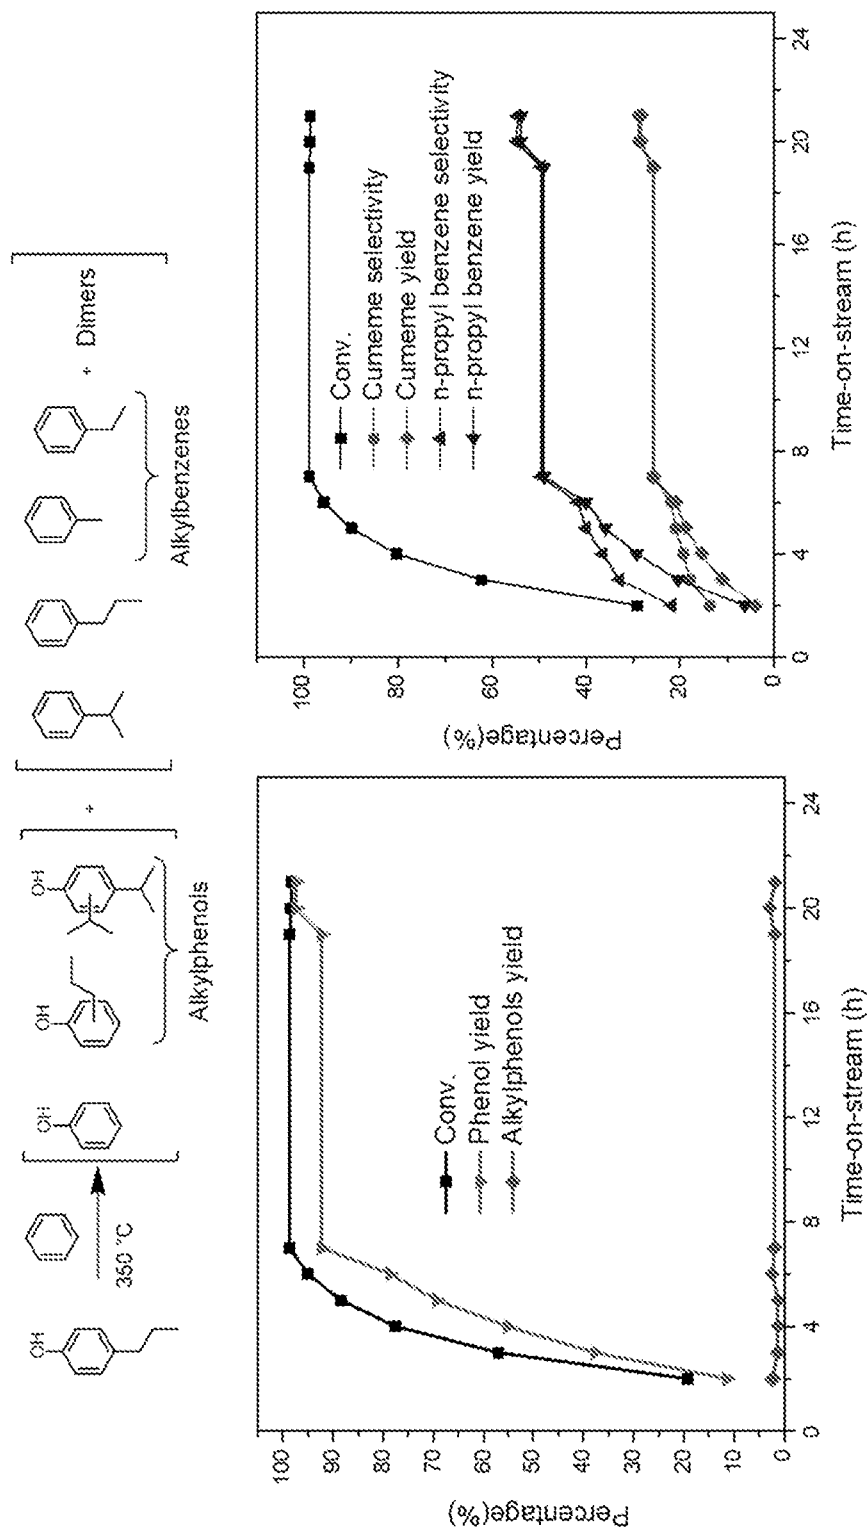 OH
350 °C
OH
OH
OH
Alkylphenols
+
Alkylbenzenes
+ Dimers
Percentage(%)
100
90
80
70
60
50
40
30
20
10
0
Conv.
Phenol yield
Alkylphenols yield
0
4
8
12
16
20
24
Time-on-stream (h)
Percentage(%)
100
80
60
40
20
0
Conv.
Cumeme selectivity
Cumeme yield
n-propyl benzene selectivity
n-propyl benzene yield
0
4
8
12
16
20
24
Time-on-stream (h)